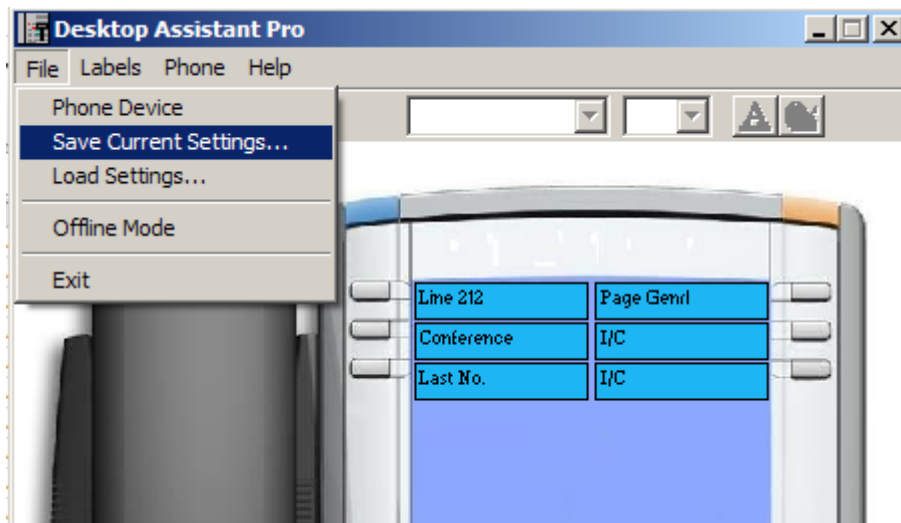 Desktop Assistant Pro
File Labels Phone Help
Phone Device
Save Current Settings...
Load Settings...
Offline Mode
Exit
Line 212 Page Genrl
Conference I/C
Last No. I/C